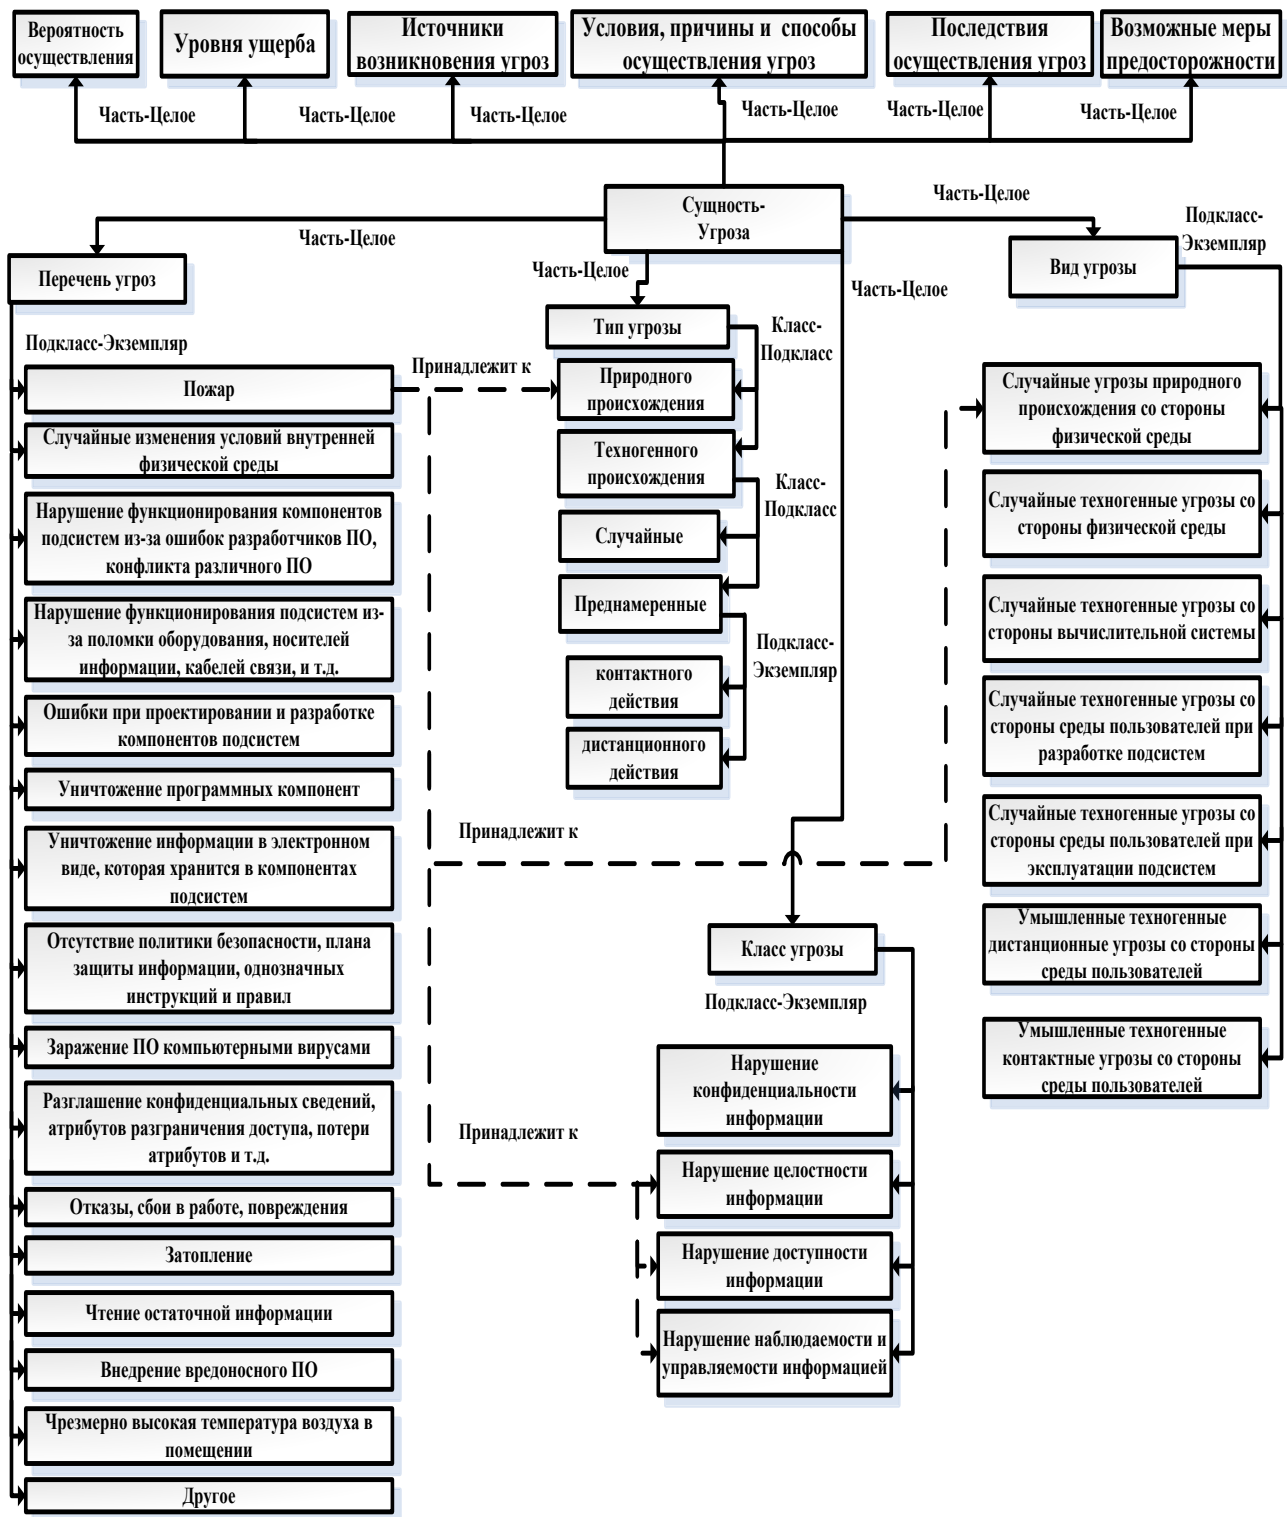 Вероятность
осуществления
Уровня ущерба
Источники
возникновения угроз
Условия, причины и способы
осуществления угроз
Последствия
осуществления угроз
Возможные меры
предосторожности
Часть-Целое
Часть-Целое
Часть-Целое
Часть-Целое
Часть-Целое
Часть-Целое
Сущность-
Угроза
Часть-Целое
Часть-Целое
Часть-Целое
Часть-Целое
Перечень угроз
Подкласс-Экземпляр
Пожар
Случайные изменения условий внутренней
физической среды
Нарушение функционирования компонентов
подсистем из-за ошибок разработчиков ПО,
конфликта различного ПО
Нарушение функционирования подсистем из-
за поломки оборудования, носителей
информации, кабелей связи, и т.д.
Ошибки при проектировании и разработке
компонентов подсистем
Уничтожение программных компонент
Уничтожение информации в электронном
виде, которая хранится в компонентах
подсистем
Отсутствие политики безопасности, плана
защиты информации, однозначных
инструкций и правил
Заражение ПО компьютерными вирусами
Разглашение конфиденциальных сведений,
атрибутов разграничения доступа, потери
атрибутов и т.д.
Отказы, сбои в работе, повреждения
Затопление
Чтение остаточной информации
Внедрение вредоносного ПО
Чрезмерно высокая температура воздуха в
помещении
Другое
Принадлежит к
Принадлежит к
Принадлежит к
Тип угрозы
Класс-
Подкласс
Природного
происхождения
Техногенного
происхождения
Класс-
Подкласс
Случайные
Преднамеренные
Подкласс-
Экземпляр
контактного
действия
дистанционного
действия
Класс угрозы
Подкласс-Экземпляр
Нарушение
конфиденциальности
информации
Нарушение целостности
информации
Нарушение доступности
информации
Нарушение наблюдаемости и
управляемости информацией
Вид угрозы
Подкласс-
Экземпляр
Случайные угрозы природного
происхождения со стороны
физической среды
Случайные техногенные угрозы со
стороны физической среды
Случайные техногенные угрозы со
стороны вычислительной системы
Случайные техногенные угрозы со
стороны среды пользователей при
разработке подсистем
Случайные техногенные угрозы со
стороны среды пользователей при
эксплуатации подсистем
Умышленные техногенные
дистанционные угрозы со стороны
среды пользователей
Умышленные техногенные
контактные угрозы со стороны
среды пользователей